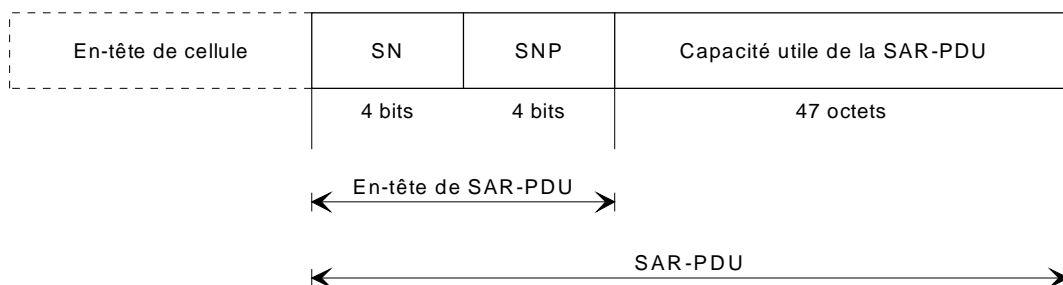 En-tête de cellule SN SNP Capacité utile de la SAR-PDU
4 bits 4 bits 47 octets
En-tête de SAR-PDU
SAR-PDU